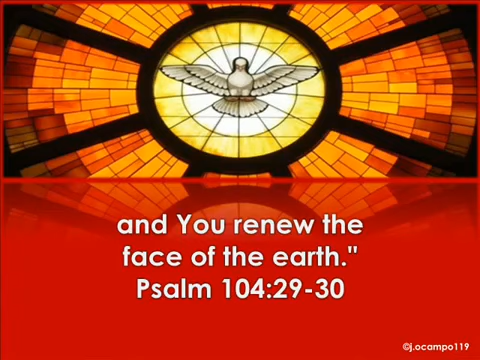 and You renew the
face of the earth."
Psalm 104:29-30
©j.ocampo119